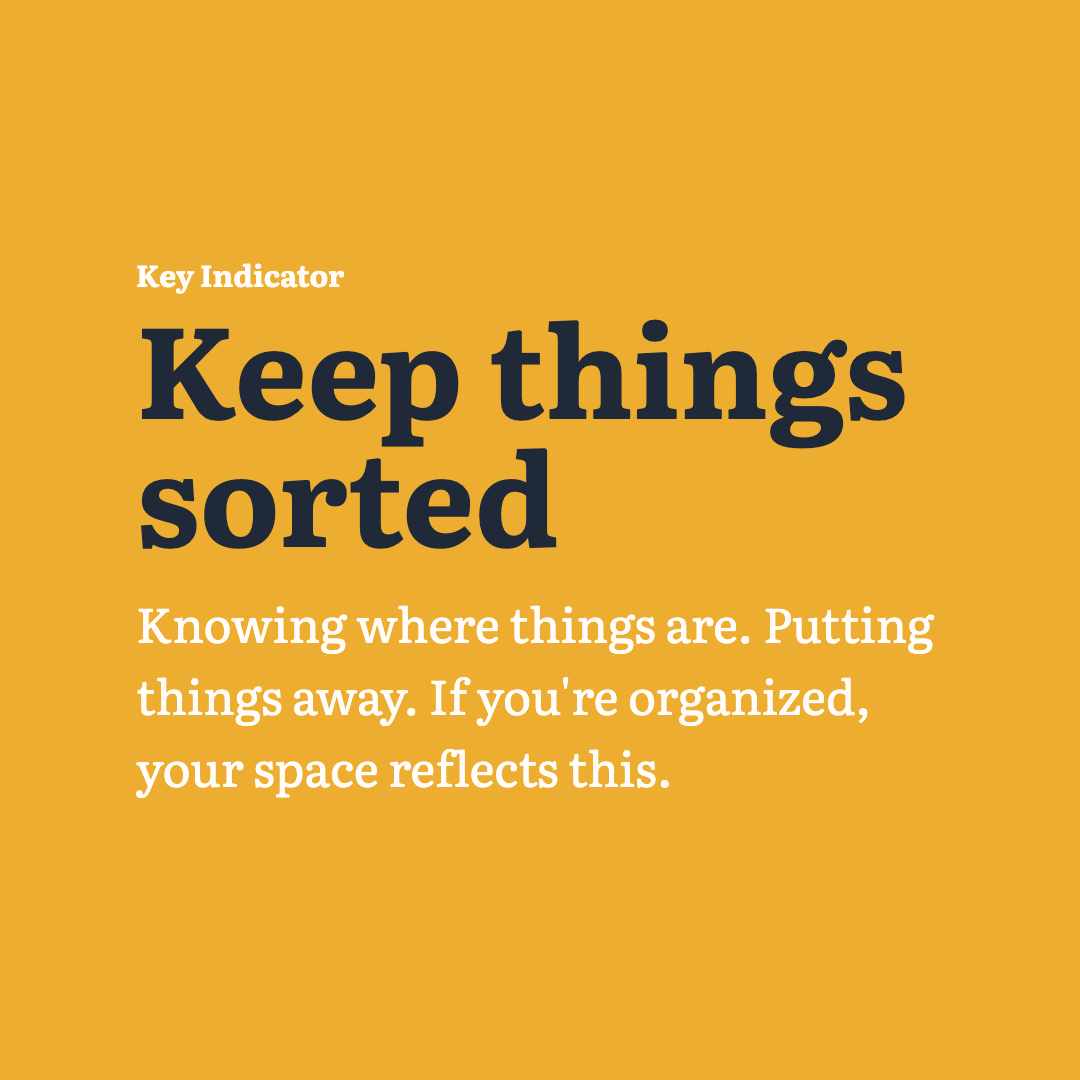 Key Indicator
Keep things
sorted
Knowing where things are. Putting
things away. If you're organized,
your space reflects this.